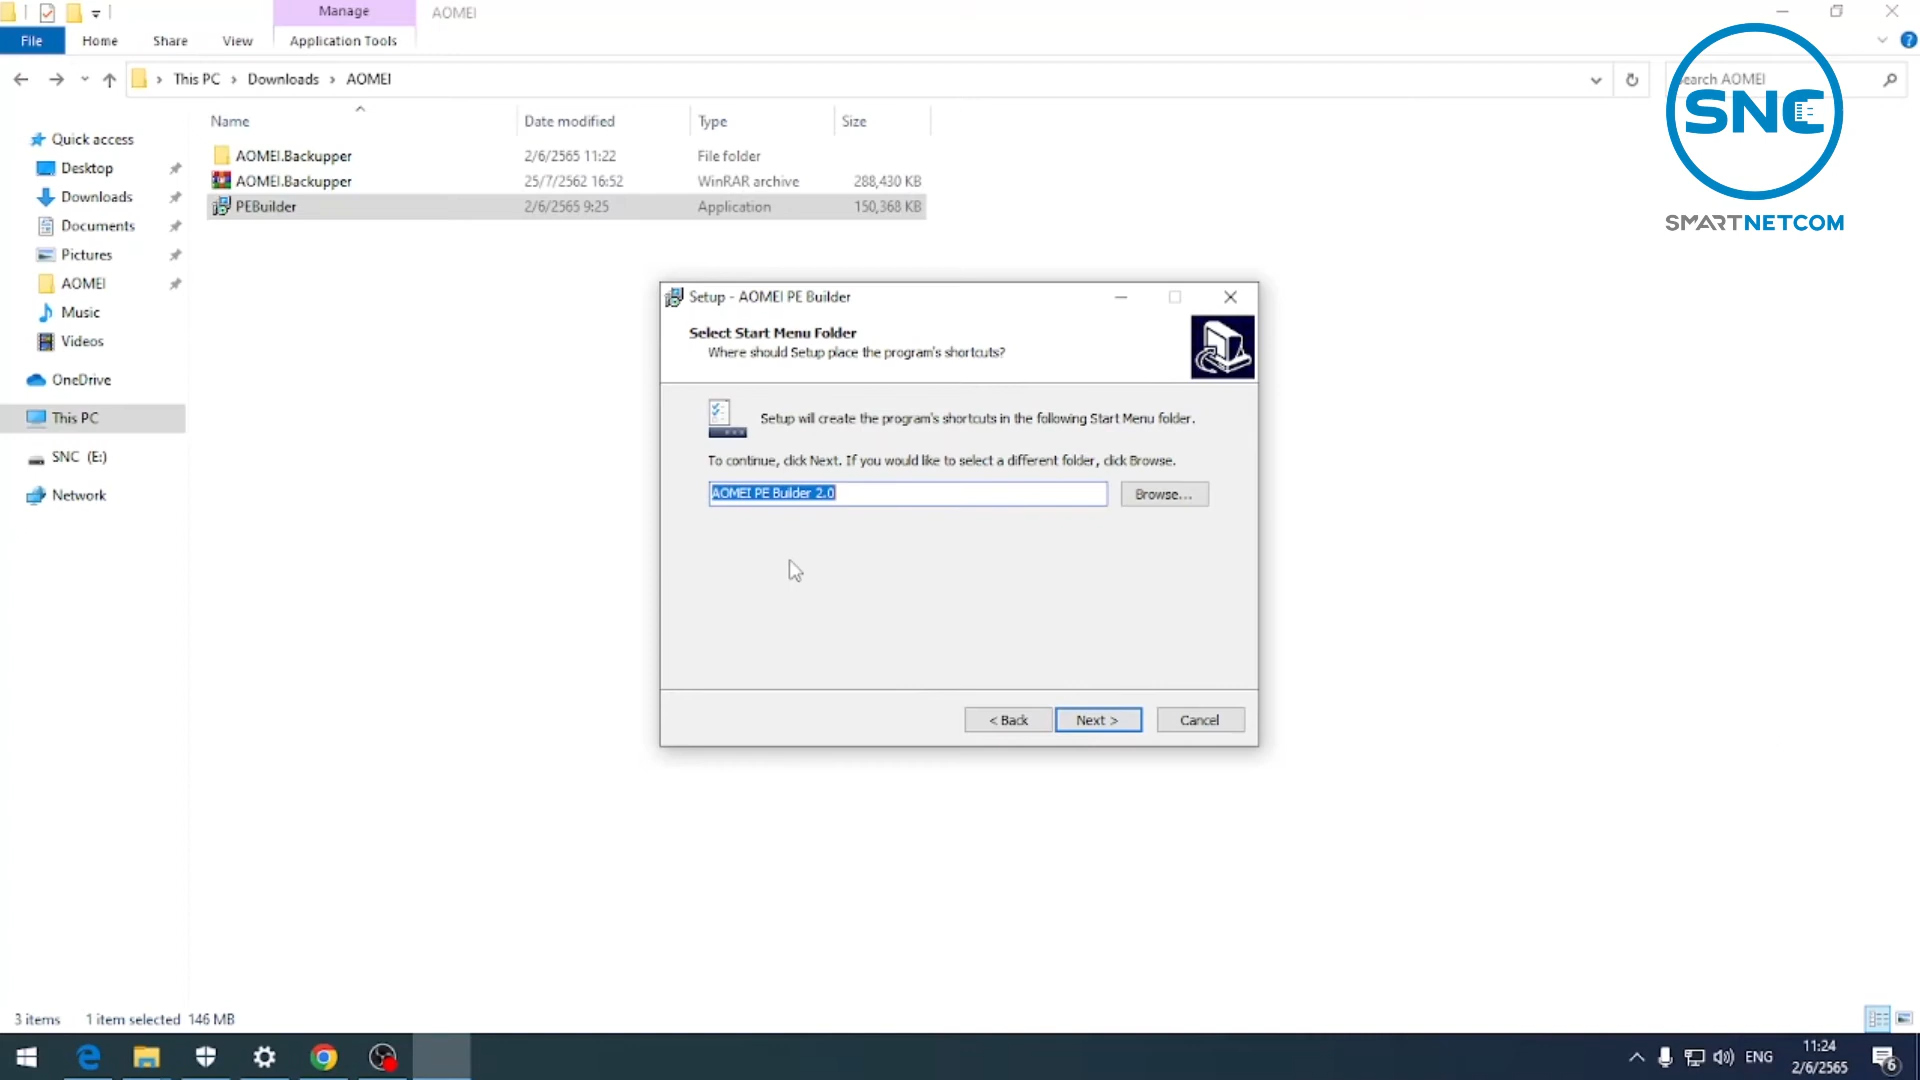 Manage
AOMEI
File
Home
Share
View
Application Tools
This PC
Downloads
AOMEI
Search AOMEI
SNC
SMARTNETCOM
Name
Date modified
Type
Size
AOMEI.Backupper
2/6/2565 11:22
File folder
AOMEI.Backupper
25/7/2562 16:52
WinRAR archive
288,430 KB
PEBuilder
2/6/2565 9:25
Application
150,368 KB
Quick access
Desktop
Downloads
Documents
Pictures
AOMEI
Music
Videos
OneDrive
This PC
SNC (E:)
Network
Setup - AOMEI PE Builder
Select Start Menu Folder
Where should Setup place the program's shortcuts?
Setup will create the program's shortcuts in the following Start Menu folder.
To continue, click Next. If you would like to select a different folder, click Browse.
AOMEI PE Builder 2.0
Browse...
< Back
Next >
Cancel
3 items
1 item selected 146 MB
ENG
11:24
2/6/2565
6